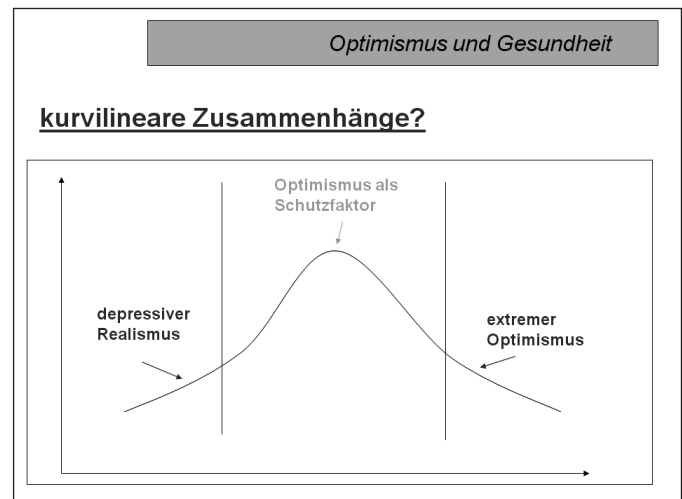 Optimismus und Gesundheit
kurvilineare Zusammenhänge?
Optimismus als
Schutzfaktor
depressiver
Realismus
extremer
Optimismus